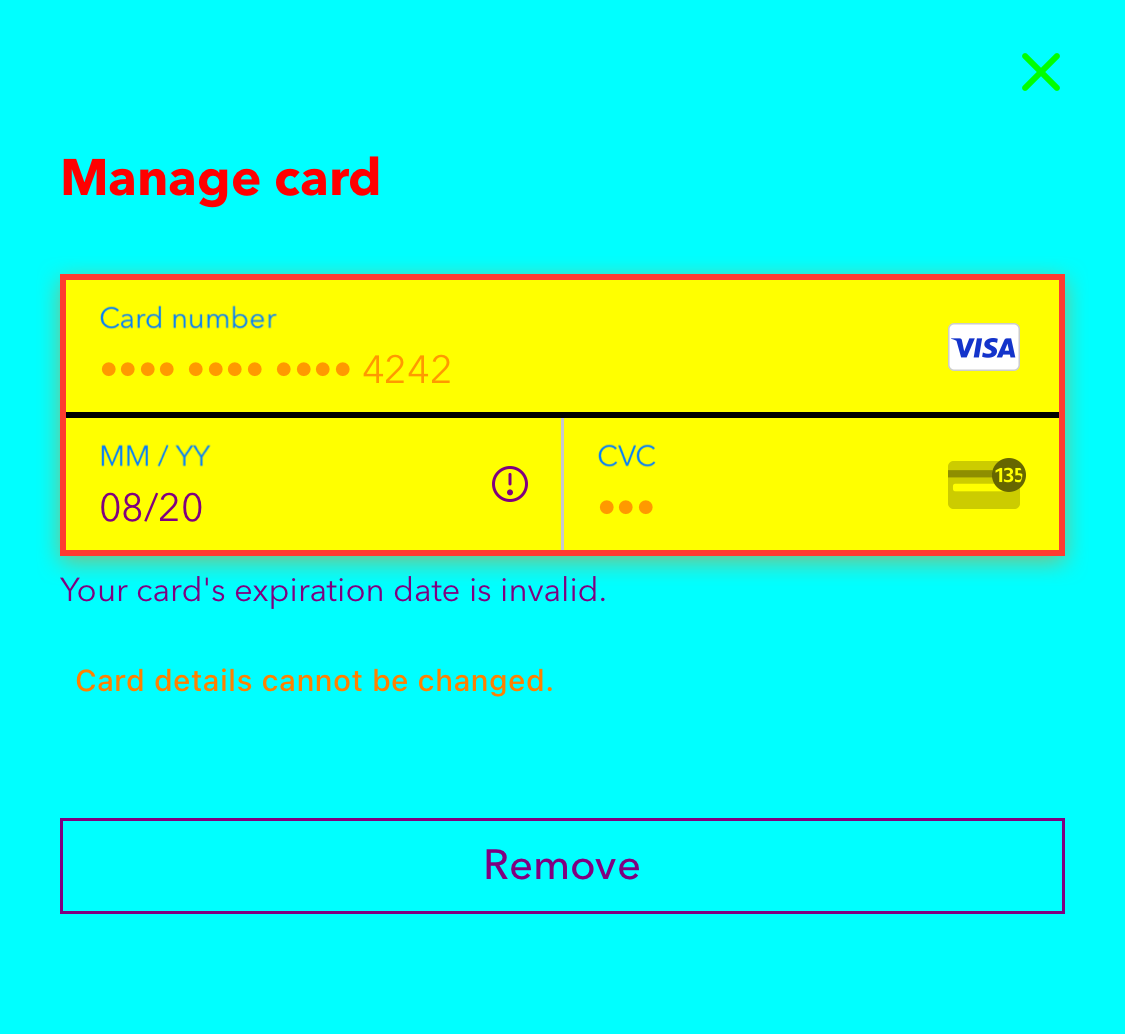 Manage card
Card number
•••• •••• •••• 4242
VISA
MM / YY
08/20
CVC
•••
135
Your card's expiration date is invalid.
Card details cannot be changed.
Remove